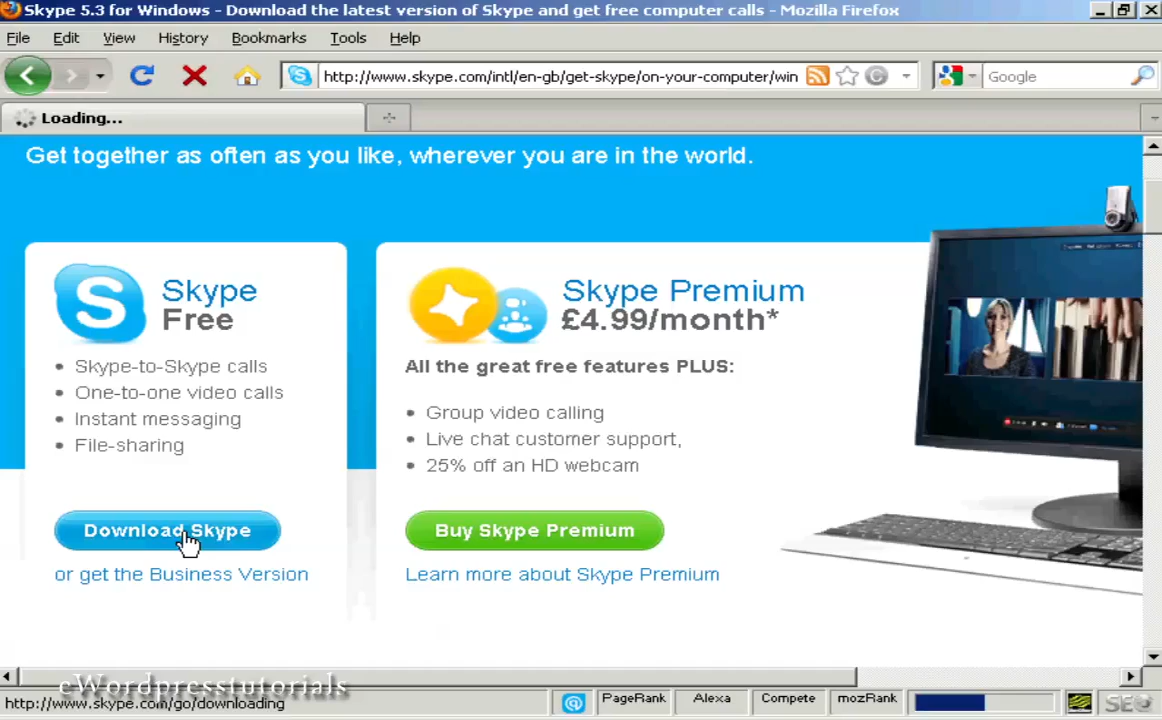 Skype 5.3 for Windows - Download the latest version of Skype and get free computer calls - Mozilla Firefox
File Edit View History Bookmarks Tools Help
http://www.skype.com/intl/en-gb/get-skype/on-your-computer/win
Google
Loading...
Get together as often as you like, wherever you are in the world.
Skype
Free
• Skype-to-Skype calls
• One-to-one video calls
• Instant messaging
• File-sharing
Download Skype
or get the Business Version
Skype Premium
£4.99/month*
All the great free features PLUS:
• Group video calling
• Live chat customer support,
• 25% off an HD webcam
Buy Skype Premium
Learn more about Skype Premium
eWordpresstutorials
http://www.skype.com/go/downloading
PageRank Alexa Compete mozRank SEO